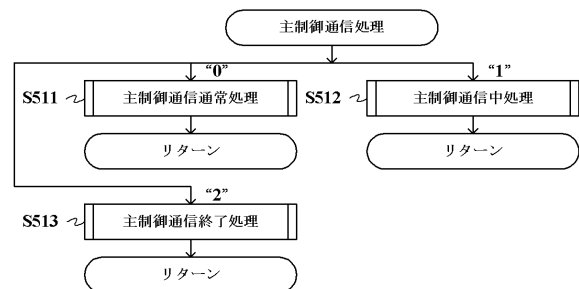 主制御通信処理
“0”
“1”
S511
主制御通信通常処理
S512
主制御通信中処理
リターン
リターン
“2”
S513
主制御通信終了処理
リターン